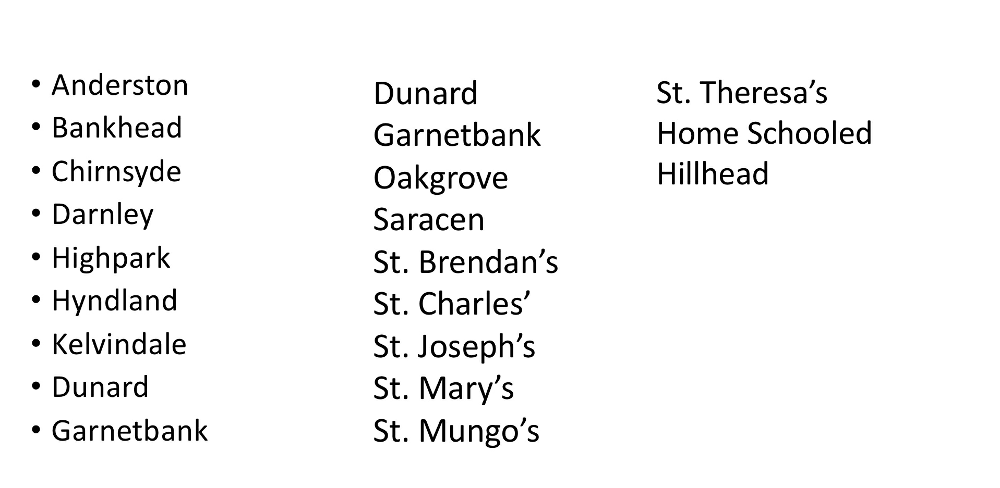 • Anderston
• Bankhead
• Chirnsyde
• Darnley
• Highpark
• Hyndland
• Kelvindale
• Dunard
• Garnetbank
Dunard
Garnetbank
Oakgrove
Saracen
St. Brendan’s
St. Charles’
St. Joseph’s
St. Mary’s
St. Mungo’s
St. Theresa’s
Home Schooled
Hillhead